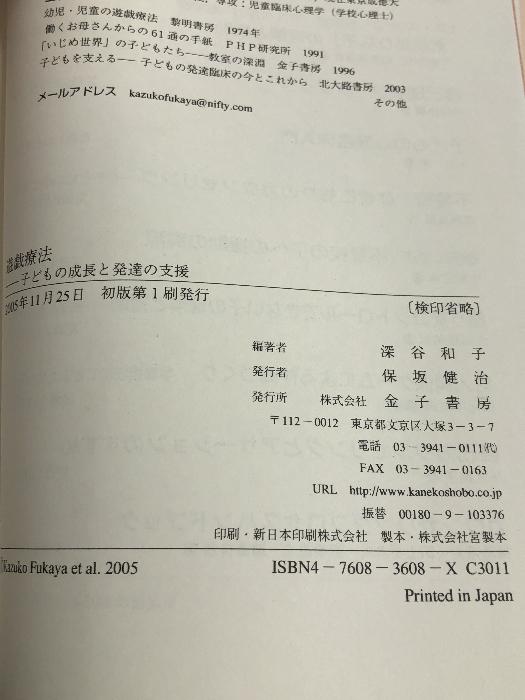 専攻：児童臨床心理学（学校心理士）
幼児・児童の遊戯療法　黎明書房　1974年
働くお母さんからの61通の手紙　ＰＨＰ研究所　1991
「いじめ世界」の子どもたち――教室の深淵　金子書房　1996
子どもを支える――子どもの発達臨床の今とこれから　北大路書房　2003
その他
メールアドレス　kazukofukaya@nifty.com
遊戯療法
――子どもの成長と発達の支援
2005年11月25日　初版第1刷発行　〔検印省略〕
編著者　深谷和子
発行者　保坂健治
発行所　株式会社　金子書房
〒112－0012　東京都文京区大塚3－3－7
電話　03－3941－0111㈹
FAX　03－3941－0163
URL　http://www.kanekoshobo.co.jp
振替　00180－9－103376
印刷・新日本印刷株式会社　製本・株式会社宮製本
Kazuko Fukaya et al. 2005　ISBN4－7608－3608－X　C3011
Printed in Japan